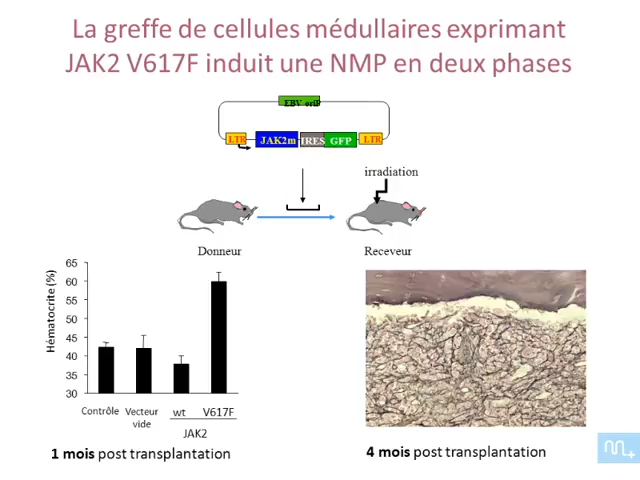 La greffe de cellules médullaires exprimant
JAK2 V617F induit une NMP en deux phases
EBV oriP
LTR JAK2m IRES GFP LTR
irradiation
Donneur
Receveur
Hématocrite (%)
65
60
55
50
45
40
35
30
Contrôle Vecteur vide wt V617F
JAK2
1 mois post transplantation
4 mois post transplantation